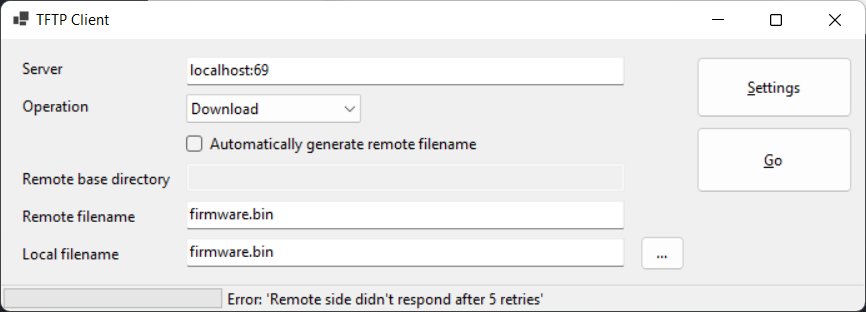 TFTP Client
Server
localhost:69
Settings
Operation
Download
Automatically generate remote filename
Go
Remote base directory
Remote filename
firmware.bin
Local filename
firmware.bin
...
Error: 'Remote side didn't respond after 5 retries'